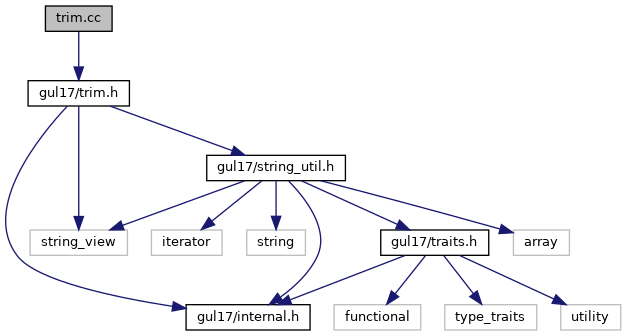 trim.cc
gul17/trim.h
gul17/string_util.h
string_view
iterator
string
gul17/traits.h
array
gul17/internal.h
functional
type_traits
utility